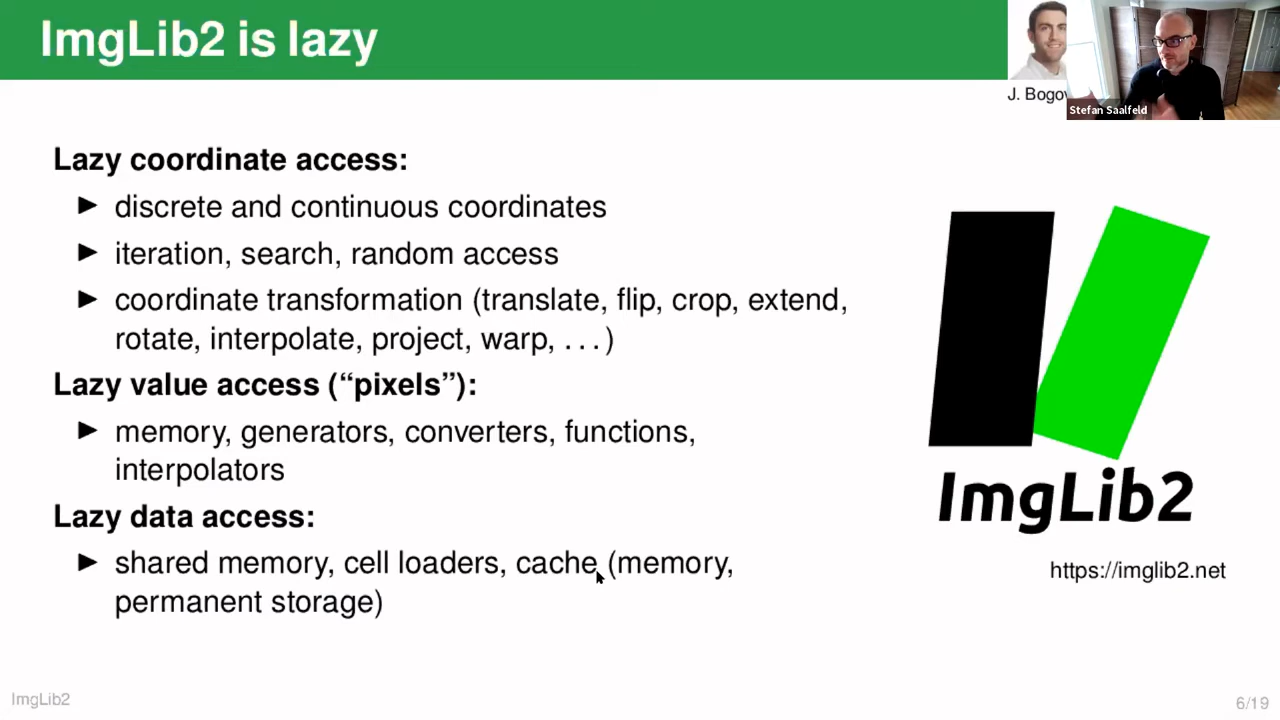 ImgLib2 is lazy
J. Bogov
Stefan Saalfeld
Lazy coordinate access:
▶ discrete and continuous coordinates
▶ iteration, search, random access
▶ coordinate transformation (translate, flip, crop, extend,
rotate, interpolate, project, warp, . . . )
Lazy value access (“pixels”):
▶ memory, generators, converters, functions,
interpolators
Lazy data access:
▶ shared memory, cell loaders, cache (memory,
permanent storage)
ImgLib2
https://imglib2.net
ImgLib2
6/19